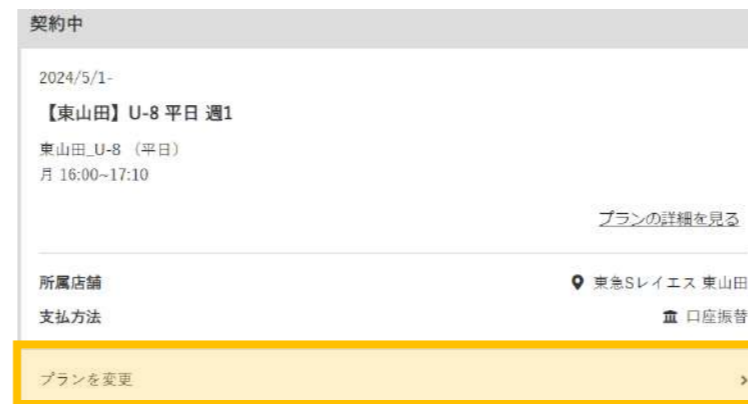 契約中
2024/5/1-
【東山田】U-8 平日 週1
東山田_U-8 （平日）
月 16:00~17:10
プランの詳細を見る
所属店舗 東急Sレイエス 東山田
支払方法 口座振替
プランを変更